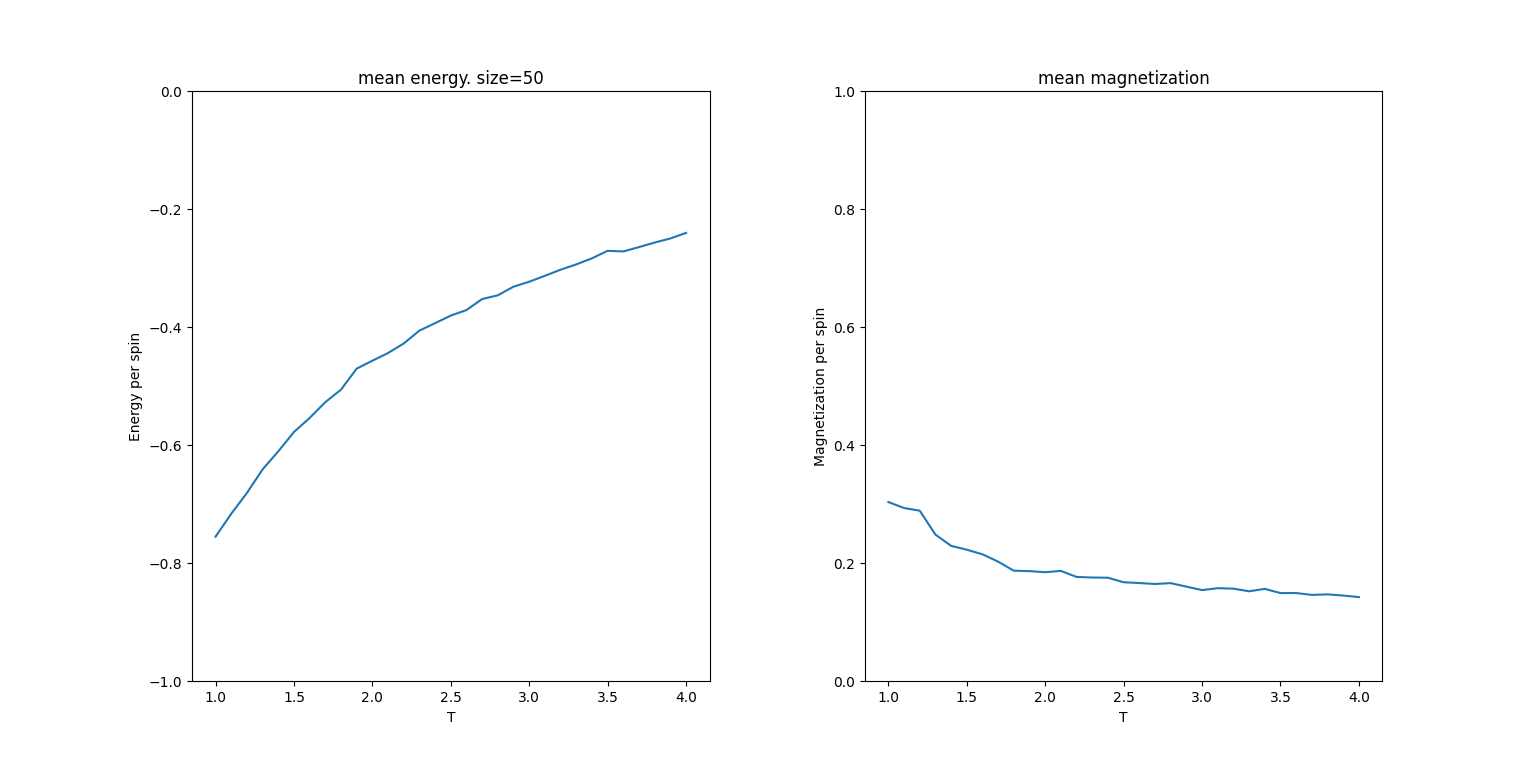 mean energy. size=50
0.0
−0.2
−0.4
−0.6
−0.8
−1.0
Energy per spin
1.0 1.5 2.0 2.5 3.0 3.5 4.0
T
mean magnetization
1.0
0.8
0.6
0.4
0.2
0.0
Magnetization per spin
1.0 1.5 2.0 2.5 3.0 3.5 4.0
T